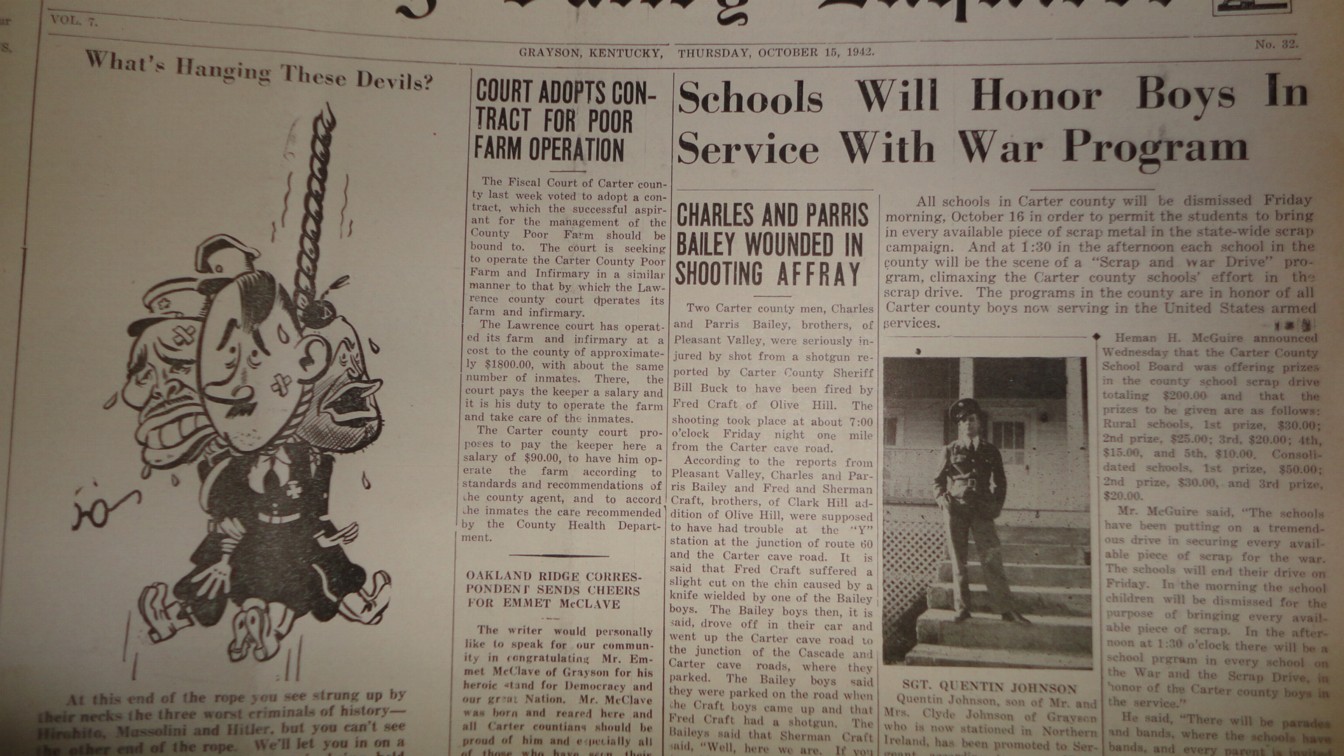 VOL. 7.
GRAYSON, KENTUCKY, THURSDAY, OCTOBER 15, 1942.
No. 32.
What's Hanging These Devils?
At this end of the rope you see strung up by
their necks the three worst criminals of history—
Hirohito, Mussolini and Hitler, but you can't see
the other end of the rope. We'll let you in on a
COURT ADOPTS CON-
TRACT FOR POOR
FARM OPERATION
The Fiscal Court of Carter coun-
ty last week voted to adopt a con-
tract, which the successful aspir-
ant for the management of the
County Poor Farm should be
bound to. The court is seeking
to operate the Carter County Poor
Farm and Infirmary in a similar
manner to that by which the Law-
rence county court operates its
farm and infirmary.
The Lawrence court has operat-
ed its farm and infirmary at a
cost to the county of approximate-
ly $1800.00, with about the same
number of inmates. There, the
court pays the keeper a salary and
it is his duty to operate the farm
and take care of the inmates.
The Carter county court pro-
poses to pay the keeper here a
salary of $90.00, to have him op-
erate the farm according to
standards and recommendations of
the county agent, and to accord
the inmates the care recommended
by the County Health Depart-
ment.
OAKLAND RIDGE CORRES-
PONDENT SENDS CHEERS
FOR EMMET McCLAVE
The writer would personally
like to speak for our commun-
ity in congratulating Mr. Em-
met McClave of Grayson for his
heroic stand for Democracy and
our great Nation. Mr. McClave
was born and reared here and
all Carter countians should be
proud of him and especially all
of those who have seen their
Schools Will Honor Boys In
Service With War Program
CHARLES AND PARRIS
BAILEY WOUNDED IN
SHOOTING AFFRAY
Two Carter county men, Charles
and Parris Bailey, brothers, of
Pleasant Valley, were seriously in-
jured by shot from a shotgun re-
ported by Carter County Sheriff
Bill Buck to have been fired by
Fred Craft of Olive Hill. The
shooting took place at about 7:00
o'clock Friday night one mile
from the Carter cave road.
According to the reports from
Pleasant Valley, Charles and Par-
ris Bailey and Fred and Sherman
Craft, brothers, of Clark Hill ad-
dition of Olive Hill, were supposed
to have had trouble at the "Y"
station at the junction of route 60
and the Carter cave road. It is
said that Fred Craft suffered a
slight cut on the chin caused by a
knife wielded by one of the Bailey
boys. The Bailey boys then, it is
said, drove off in their car and
went up the Carter cave road to
the junction of the Cascade and
Carter cave roads, where they
parked. The Bailey boys said
they were parked on the road when
the Craft boys came up and that
Fred Craft had a shotgun. The
Baileys said that Sherman Craft
said, "Well, here we are. If you
All schools in Carter county will be dismissed Friday
morning, October 16 in order to permit the students to bring
in every available piece of scrap metal in the state-wide scrap
campaign. And at 1:30 in the afternoon each school in the
county will be the scene of a "Scrap and war Drive" pro-
gram, climaxing the Carter county schools' effort in the
scrap drive. The programs in the county are in honor of all
Carter county boys now serving in the United States armed
services.
SGT. QUENTIN JOHNSON
Quentin Johnson, son of Mr. and
Mrs. Clyde Johnson of Grayson
who is now stationed in Northern
Ireland, has been promoted to Ser-
Heman H. McGuire announced
Wednesday that the Carter County
School Board was offering prizes
in the county school scrap drive
totaling $200.00 and that the
prizes to be given are as follows:
Rural schools, 1st prize, $30.00;
2nd prize, $25.00; 3rd, $20.00; 4th,
$15.00, and 5th, $10.00. Consoli-
dated schools, 1st prize, $50.00;
2nd prize, $30.00, and 3rd prize,
$20.00.
Mr. McGuire said, "The schools
have been putting on a tremend-
ous drive in securing every avail-
able piece of scrap for the war.
The schools will end their drive on
Friday. In the morning the school
children will be dismissed for the
purpose of bringing every avail-
able piece of scrap. In the after-
noon at 1:30 o'clock there will be a
school prgram in every school on
the War and the Scrap Drive, in
honor of the Carter county boys in
the service."
He said, "There will be parades
and bands, where the schools have
bands, and every